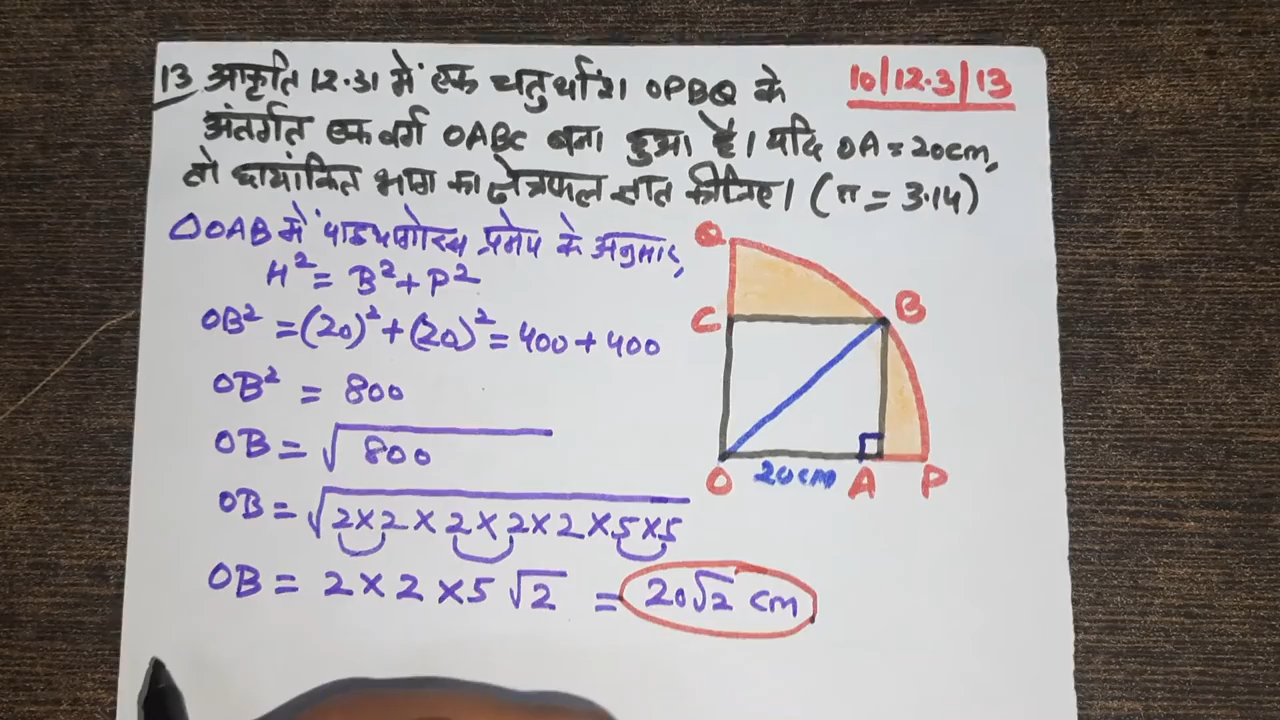 13 आकृति 12.31 में एक चतुर्थांश OPBQ के
10/12.3/13
अंतर्गत एक वर्ग OABC बना हुआ है। यदि OA = 20cm,
तो छायांकित भाग का क्षेत्रफल ज्ञात कीजिए। (π = 3.14)
△OAB में पाइथागोरस प्रमेय के अनुसार,
H² = B² + P²
OB² = (20)² + (20)² = 400 + 400
OB² = 800
OB = √800
OB = √2×2×2×2×2×5×5
OB = 2×2×5√2 = 20√2 cm
Q
C
B
O
20cm
A
P